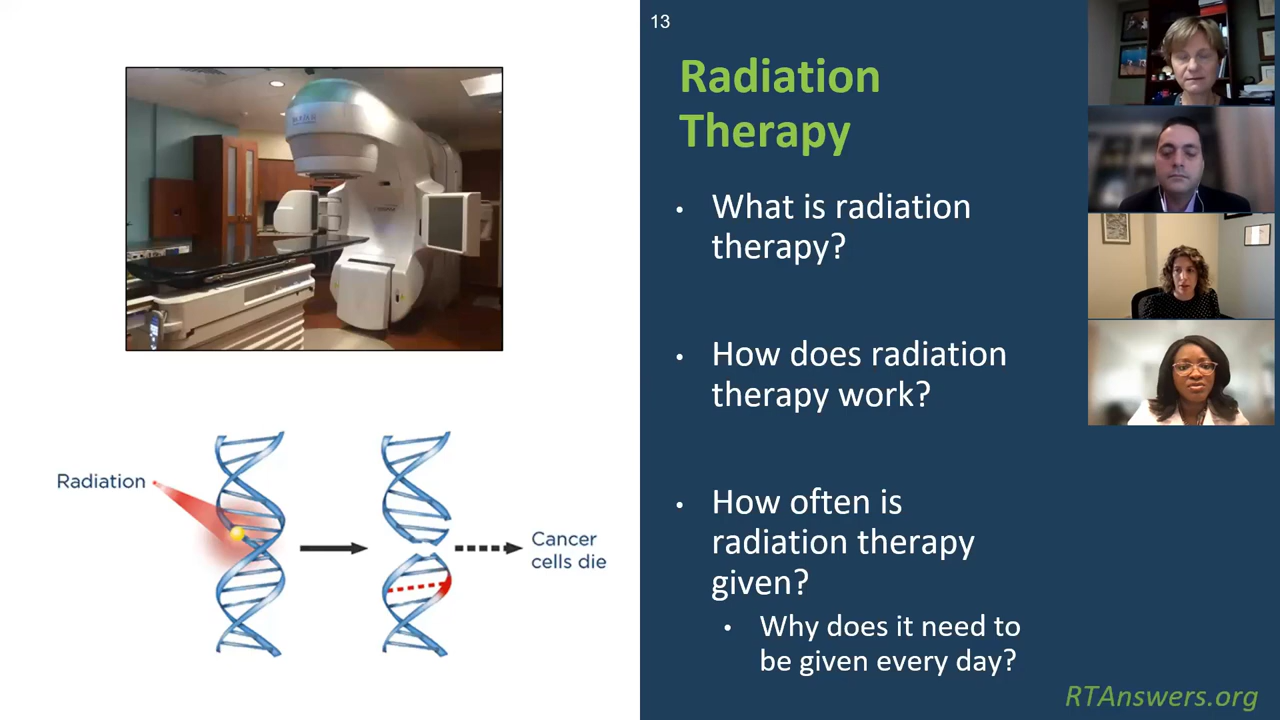 13
Radiation
Therapy
• What is radiation
therapy?
• How does radiation
therapy work?
• How often is
radiation therapy
given?
• Why does it need to
be given every day?
Radiation
Cancer
cells die
RTAnswers.org